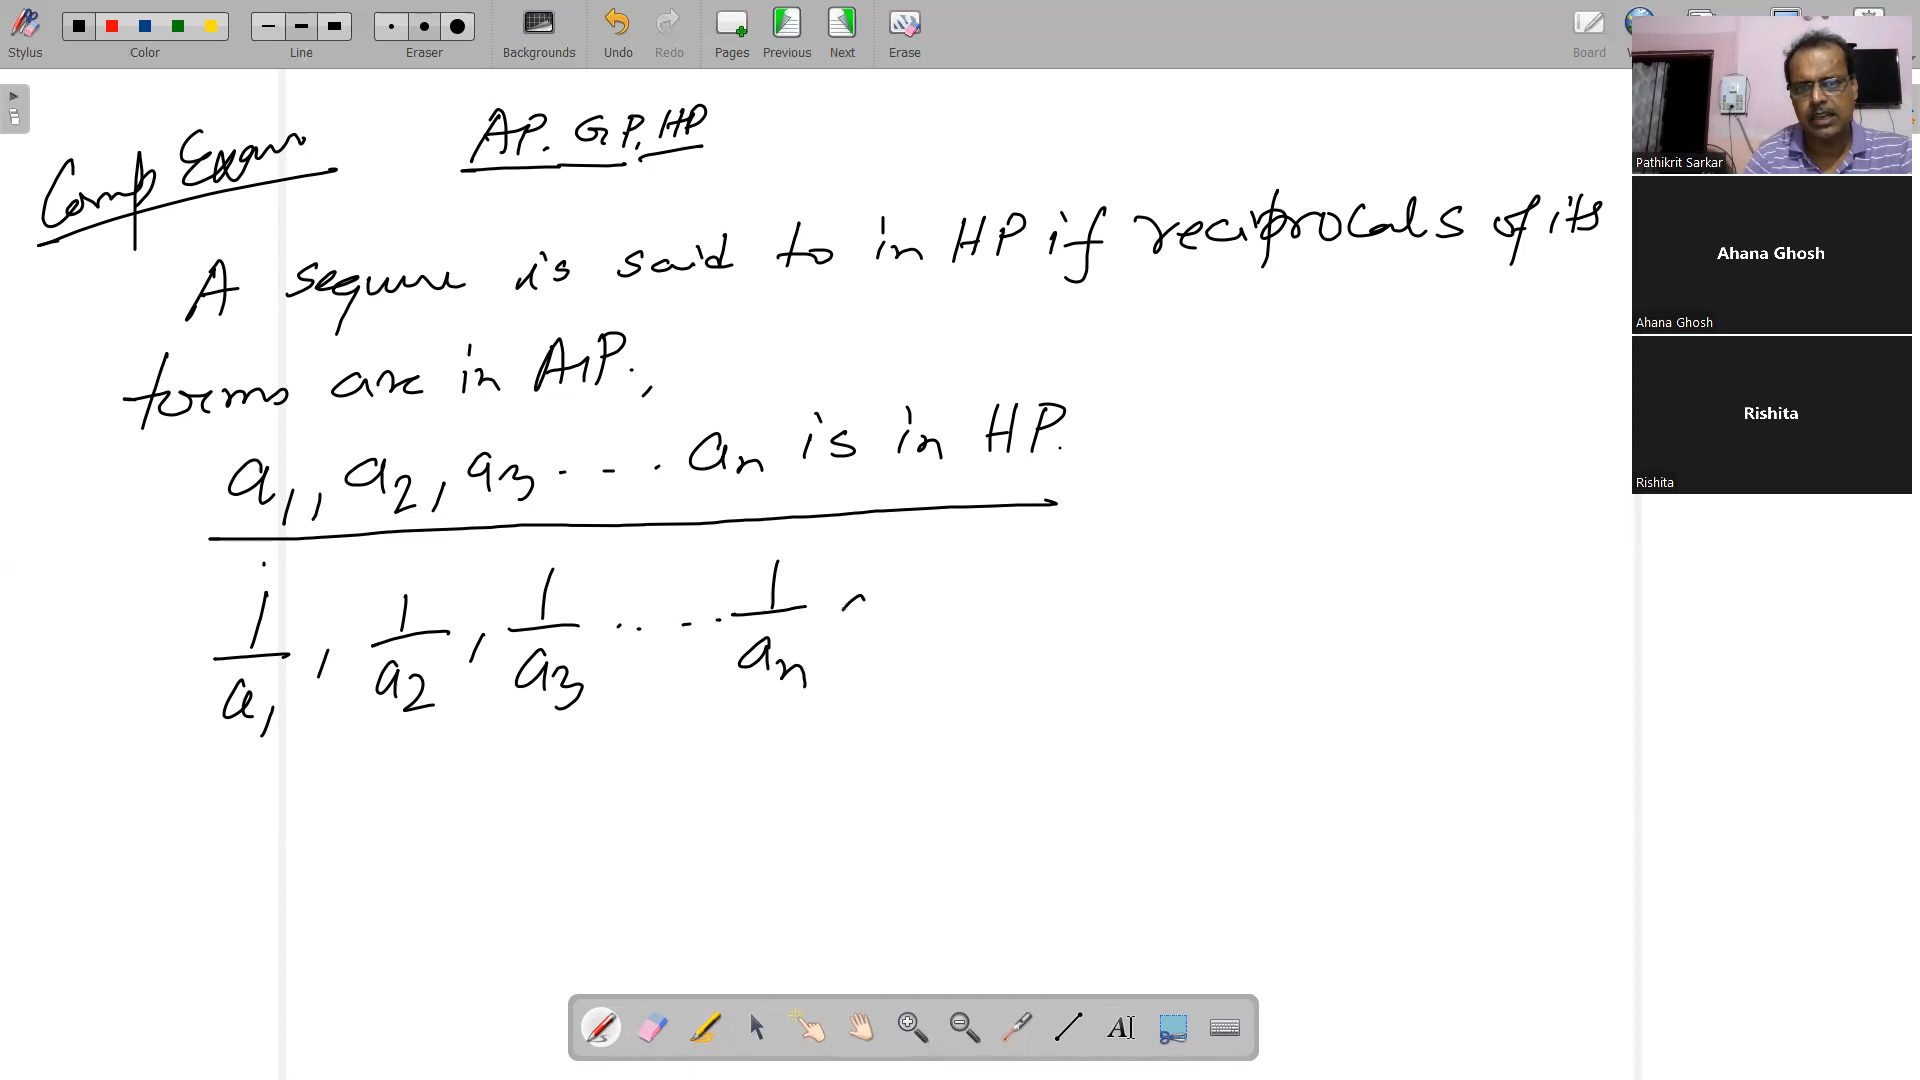 Stylus Color Line Eraser Backgrounds Undo Redo Pages Previous Next Erase Board
Comp Exam
AP. GP, HP
A sequence is said to in HP if reciprocals of its
terms are in AP.,
a1, a2, a3 .... an is in HP.
1/a1, 1/a2, 1/a3 ..... 1/an
Pathikrit Sarkar
Ahana Ghosh
Ahana Ghosh
Rishita
Rishita